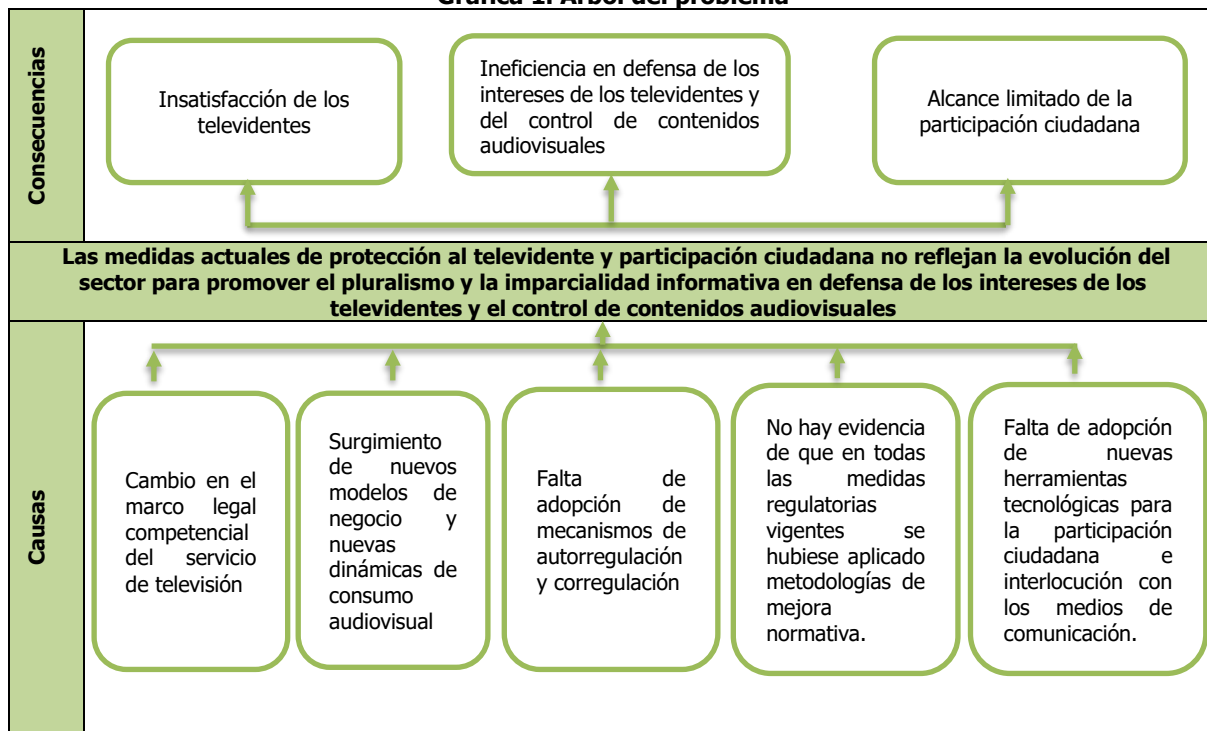 Gráfica 1. Árbol del problema
Consecuencias
Insatisfacción de los
televidentes
Ineficiencia en defensa de los
intereses de los televidentes y
del control de contenidos
audiovisuales
Alcance limitado de la
participación ciudadana
Las medidas actuales de protección al televidente y participación ciudadana no reflejan la evolución del
sector para promover el pluralismo y la imparcialidad informativa en defensa de los intereses de los
televidentes y el control de contenidos audiovisuales
Causas
Cambio en el
marco legal
competencial
del servicio
de televisión
Surgimiento
de nuevos
modelos de
negocio y
nuevas
dinámicas de
consumo
audiovisual
Falta de
adopción de
mecanismos de
autorregulación
y corregulación
No hay evidencia
de que en todas
las medidas
regulatorias
vigentes se
hubiese aplicado
metodologías de
mejora
normativa.
Falta de adopción
de nuevas
herramientas
tecnológicas para
la participación
ciudadana e
interlocución con
los medios de
comunicación.